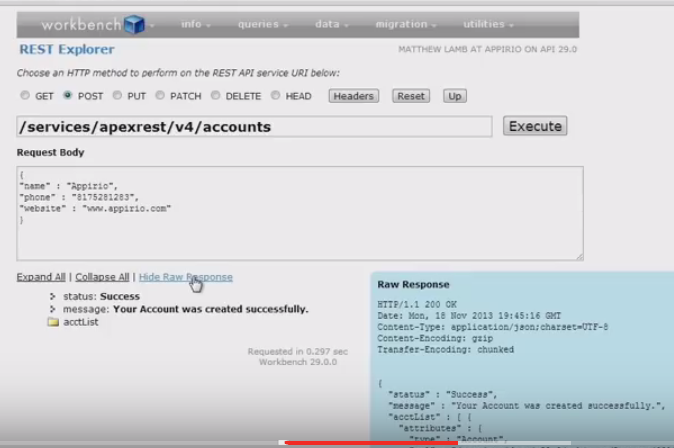 workbench info queries data migration utilities
REST Explorer
MATTHEW LAMB AT APPIRIO ON API 29.0
Choose an HTTP method to perform on the REST API service URI below:
GET POST PUT PATCH DELETE HEAD Headers Reset Up
/services/apexrest/v4/accounts Execute
Request Body
{
"name" : "Appirio",
"phone" : "8175281283",
"website" : "www.appirio.com"
}
Expand All | Collapse All | Hide Raw Response
status: Success
message: Your Account was created successfully.
acctList
Requested in 0.297 sec
Workbench 29.0.0
Raw Response
HTTP/1.1 200 OK
Date: Mon, 18 Nov 2013 19:45:16 GMT
Content-Type: application/json;charset=UTF-8
Content-Encoding: gzip
Transfer-Encoding: chunked
{
"status" : "Success",
"message" : "Your Account was created successfully.",
"acctList" : [ {
"attributes" : {
"type" : "Account",